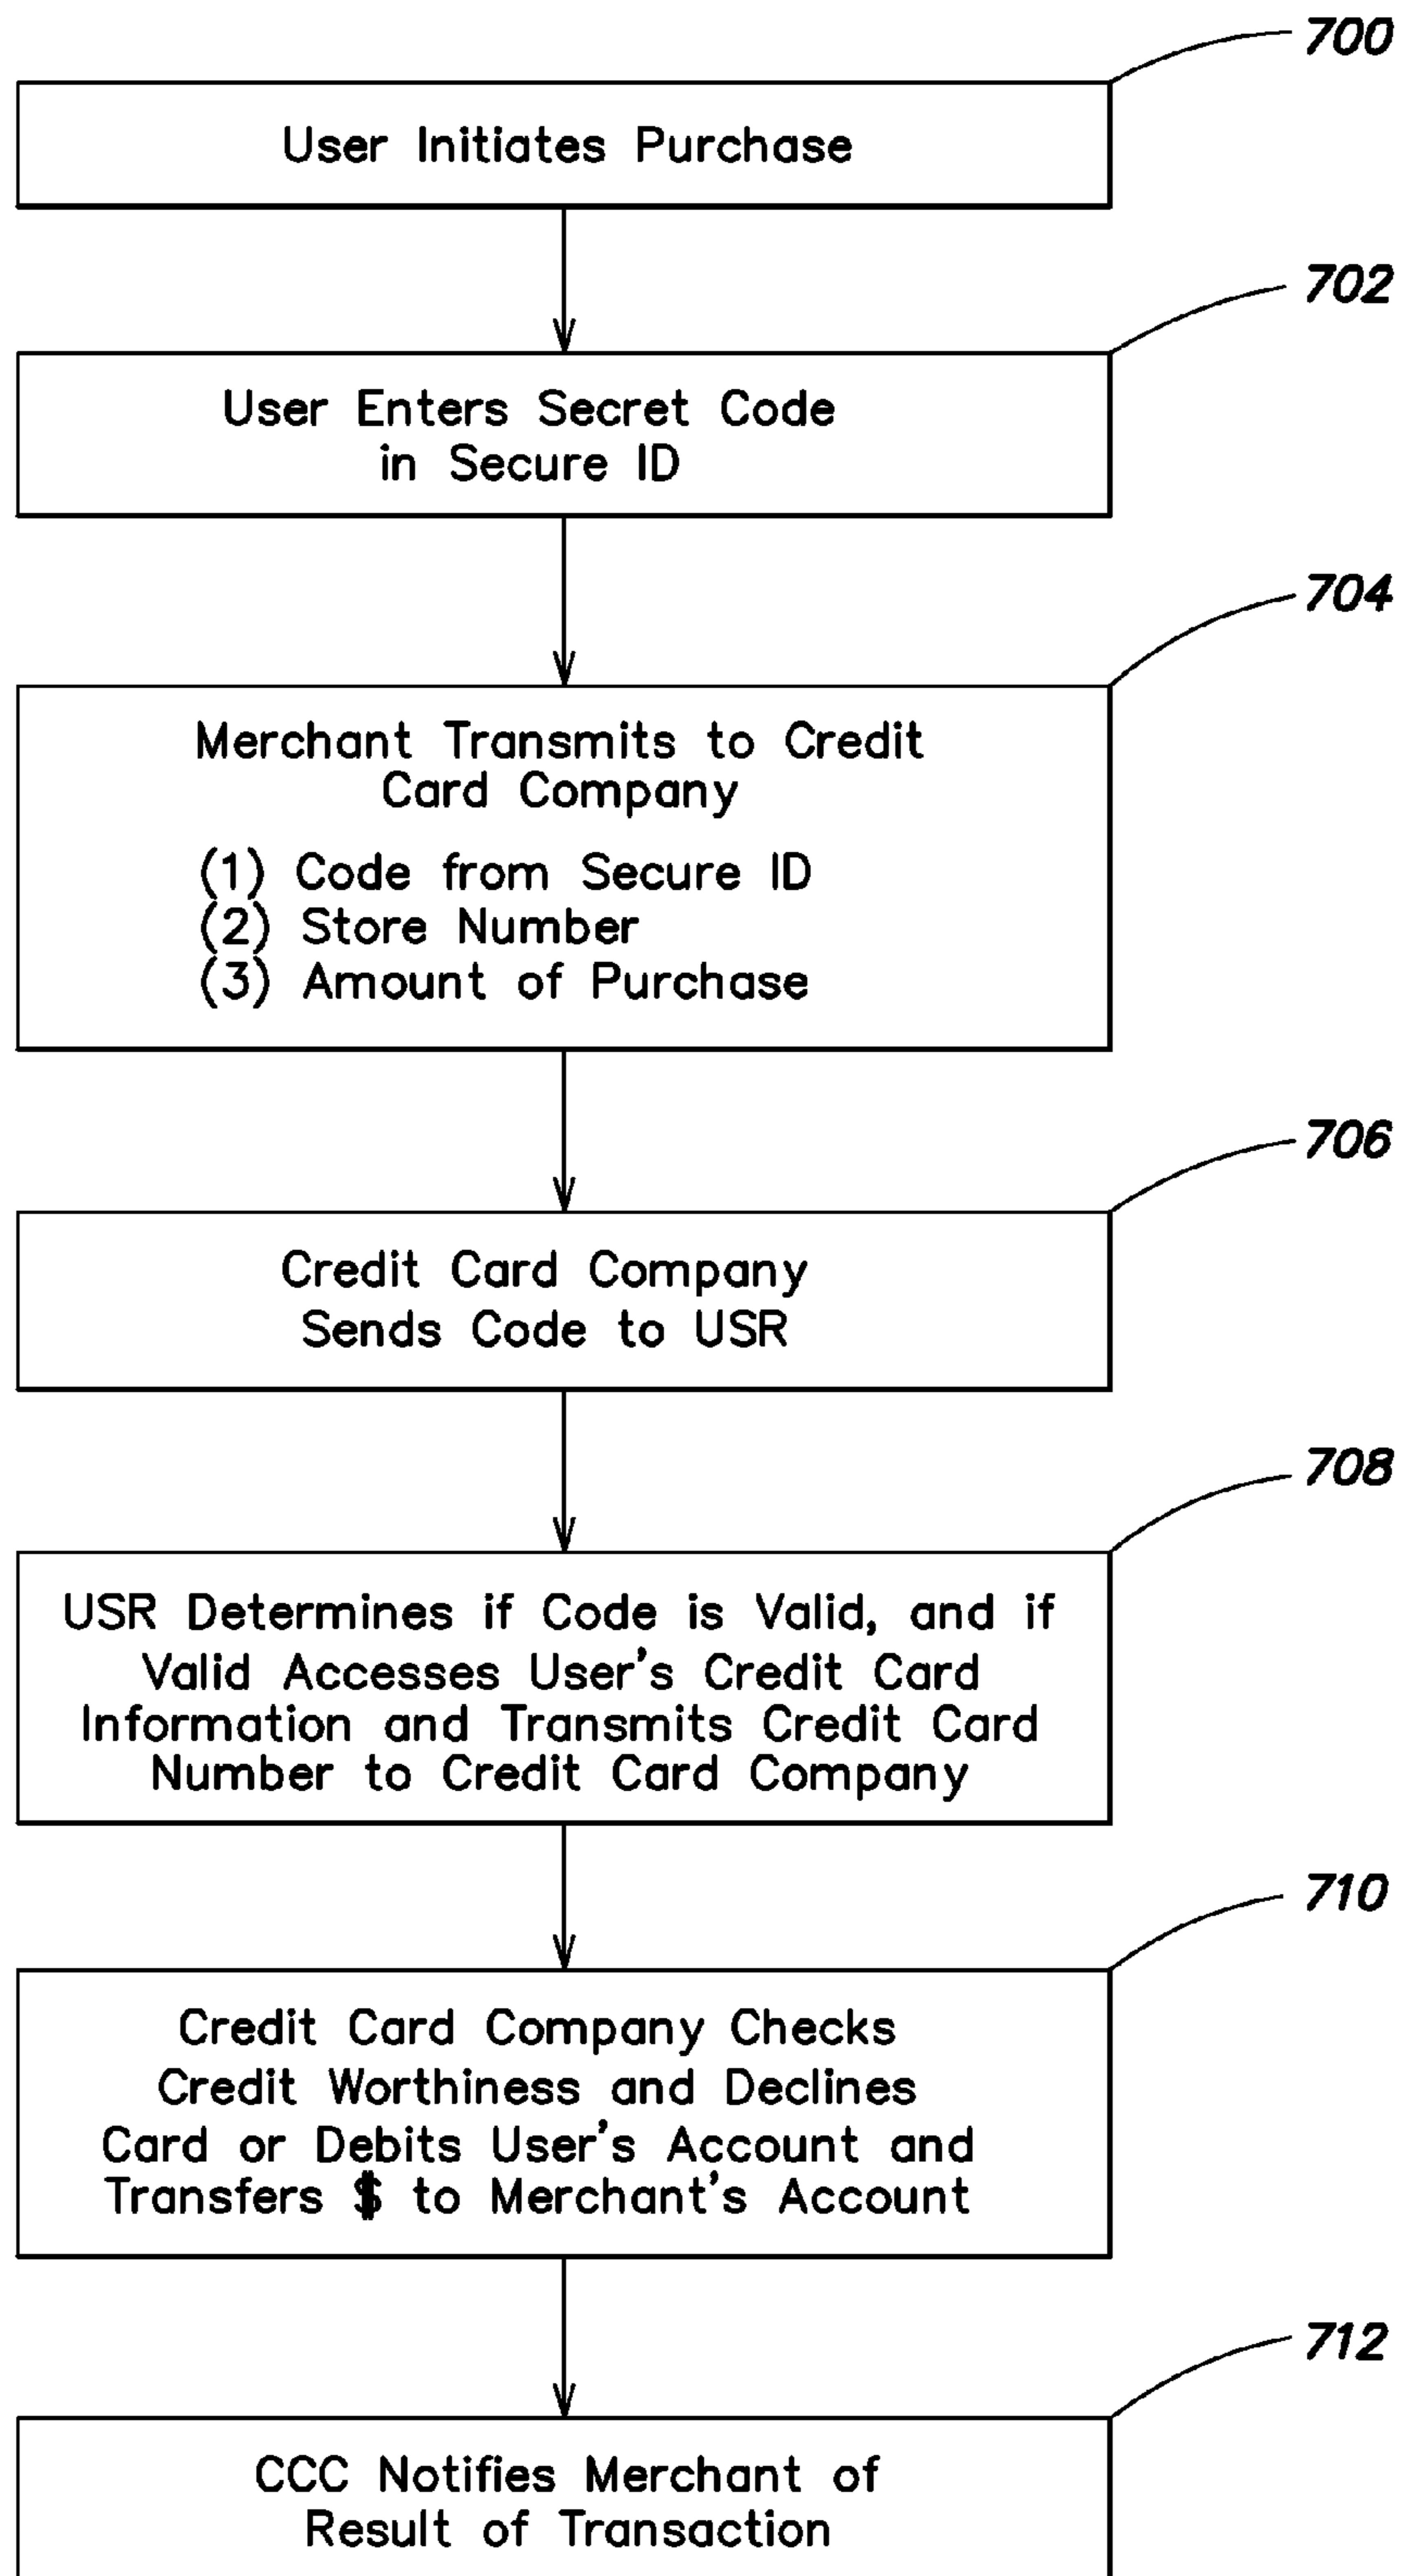 700
User Initiates Purchase
702
User Enters Secret Code
in Secure ID
704
Merchant Transmits to Credit
Card Company
(1) Code from Secure ID
(2) Store Number
(3) Amount of Purchase
706
Credit Card Company
Sends Code to USR
708
USR Determines if Code is Valid, and if
Valid Accesses User's Credit Card
Information and Transmits Credit Card
Number to Credit Card Company
710
Credit Card Company Checks
Credit Worthiness and Declines
Card or Debits User's Account and
Transfers $ to Merchant's Account
712
CCC Notifies Merchant of
Result of Transaction